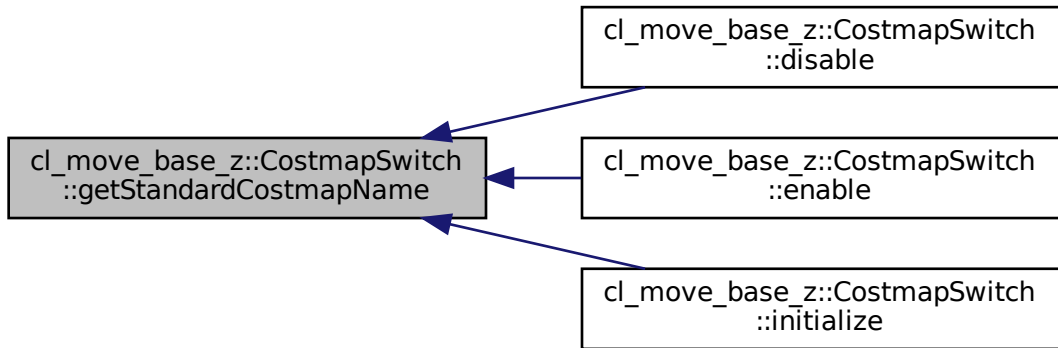 cl_move_base_z::CostmapSwitch
::disable
cl_move_base_z::CostmapSwitch
::getStandardCostmapName
cl_move_base_z::CostmapSwitch
::enable
cl_move_base_z::CostmapSwitch
::initialize